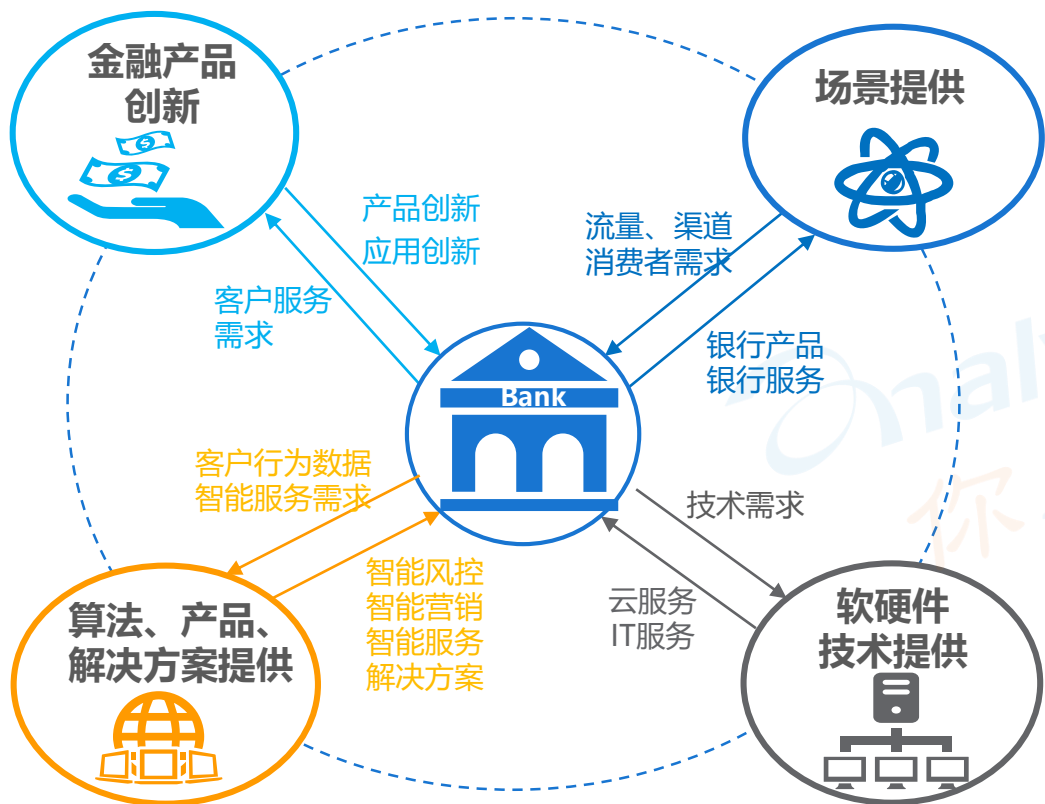 金融产品
创新
场景提供
产品创新
应用创新
流量、渠道
消费者需求
客户服务
需求
银行产品
银行服务
Bank
客户行为数据
智能服务需求
技术需求
智能风控
智能营销
智能服务
解决方案
云服务
IT服务
算法、产品、
解决方案提供
软硬件
技术提供
nal
你